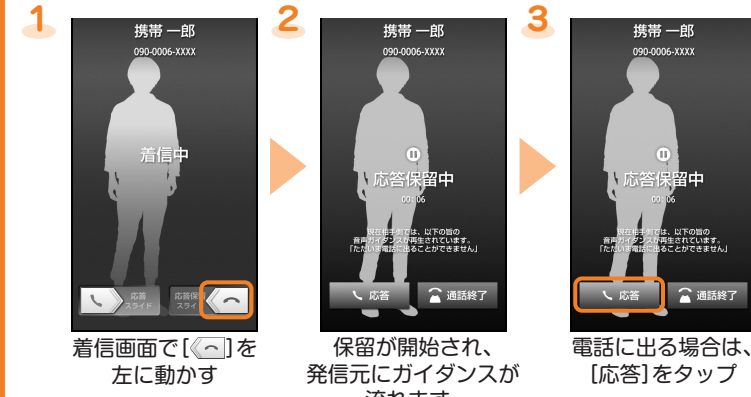 1
携帯 一郎
090-0006-XXXX
着信中
応答
スライド
応答保留
スライド
着信画面で[]を
左に動かす
2
携帯 一郎
090-0006-XXXX
応答保留中
00:06
現在相手側では、以下の旨の
音声ガイダンスが再生されています。
「ただいま電話に出ることができません」
応答
通話終了
保留が開始され、
発信元にガイダンスが
流れます
3
携帯 一郎
090-0006-XXXX
応答保留中
00:06
現在相手側では、以下の旨の
音声ガイダンスが再生されています。
「ただいま電話に出ることができません」
応答
通話終了
電話に出る場合は、
[応答]をタップ